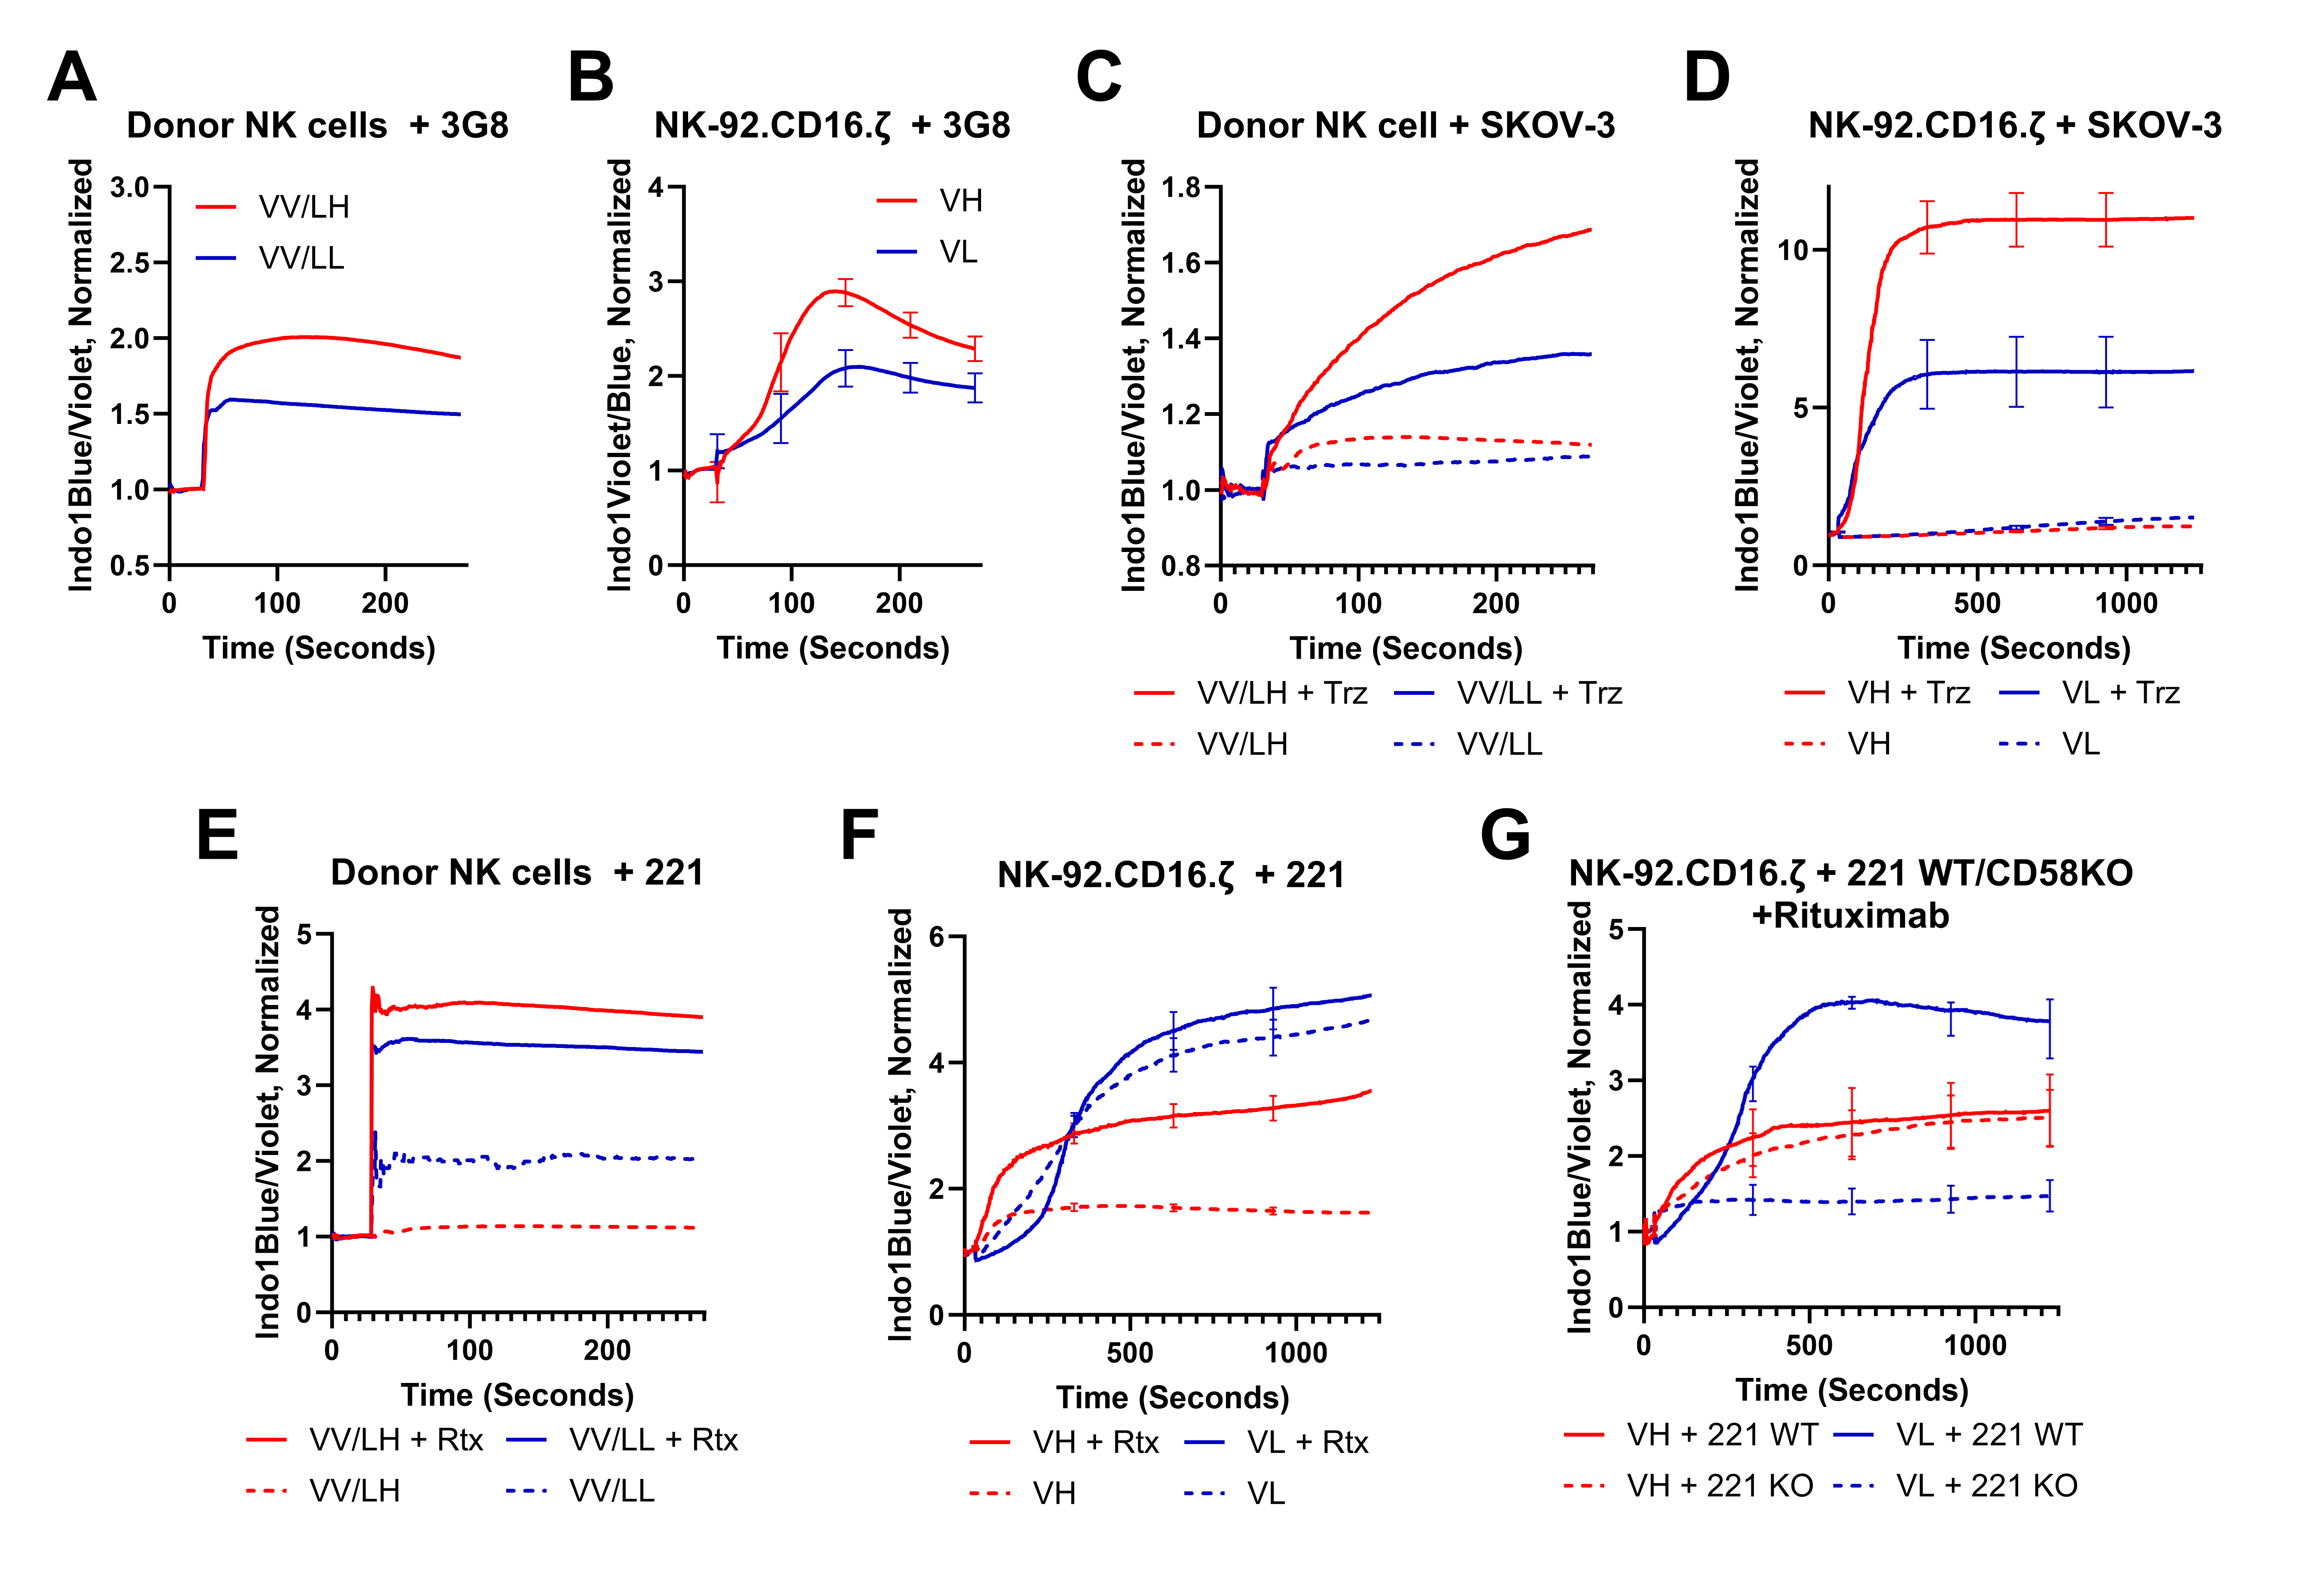 A
Donor NK cells + 3G8
Indo1Blue/Violet, Normalized
3.0
2.5
2.0
1.5
1.0
0.5
VV/LH
VV/LL
0
100
200
Time (Seconds)
B
NK-92.CD16.ζ + 3G8
Indo1Violet/Blue, Normalized
4
3
2
1
0
VH
VL
0
100
200
Time (Seconds)
C
Donor NK cell + SKOV-3
Indo1Blue/Violet, Normalized
1.8
1.6
1.4
1.2
1.0
0.8
0
100
200
Time (Seconds)
VV/LH + Trz
VV/LL + Trz
VV/LH
VV/LL
D
NK-92.CD16.ζ + SKOV-3
Indo1Blue/Violet, Normalized
10
5
0
0
500
1000
Time (Seconds)
VH + Trz
VL + Trz
VH
VL
E
Donor NK cells + 221
Indo1Blue/Violet, Normalized
5
4
3
2
1
0
0
100
200
Time (Seconds)
VV/LH + Rtx
VV/LL + Rtx
VV/LH
VV/LL
F
NK-92.CD16.ζ + 221
Indo1Blue/Violet, Normalized
6
4
2
0
0
500
1000
Time (Seconds)
VH + Rtx
VL + Rtx
VH
VL
G
NK-92.CD16.ζ + 221 WT/CD58KO
+Rituximab
Indo1Blue/Violet, Normalized
5
4
3
2
1
0
0
500
1000
Time (Seconds)
VH + 221 WT
VL + 221 WT
VH + 221 KO
VL + 221 KO